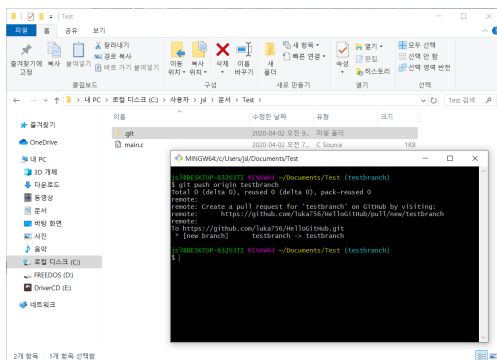 Test
파일 홈 공유 보기
즐겨찾기에 고정
복사
붙여넣기
잘라내기
경로 복사
바로 가기 붙여넣기
이동 위치
복사 위치
삭제
이름 바꾸기
새 폴더
새 항목
빠른 연결
속성
열기
편집
히스토리
모두 선택
선택 안 함
선택 영역 반전
클립보드 구성 새로 만들기 열기 선택
내 PC > 로컬 디스크 (C:) > 사용자 > jsl > 문서 > Test >
Test 검색
이름 수정한 날짜 유형 크기
.git 2020-04-02 오전 9... 파일 폴더
main.c 2020-04-02 오전 7... C Source 1KB
즐겨찾기
OneDrive
내 PC
3D 개체
다운로드
동영상
문서
바탕 화면
사진
음악
로컬 디스크 (C:)
FREEDOS (D:)
DriverCD (E:)
네트워크
MINGW64:/c/Users/jsl/Documents/Test
MINGW64 ~/Documents/Test (testbranch)
$ git push origin testbranch
Total 0 (delta 0), reused 0 (delta 0), pack-reused 0
remote:
remote: Create a pull request for 'testbranch' on GitHub by visiting:
remote: https://github.com/luka756/HelloGitHub/pull/new/testbranch
remote:
To https://github.com/luka756/HelloGitHub.git
* [new branch] testbranch -> testbranch
MINGW64 ~/Documents/Test (testbranch)
$
2개 항목 1개 항목 선택함